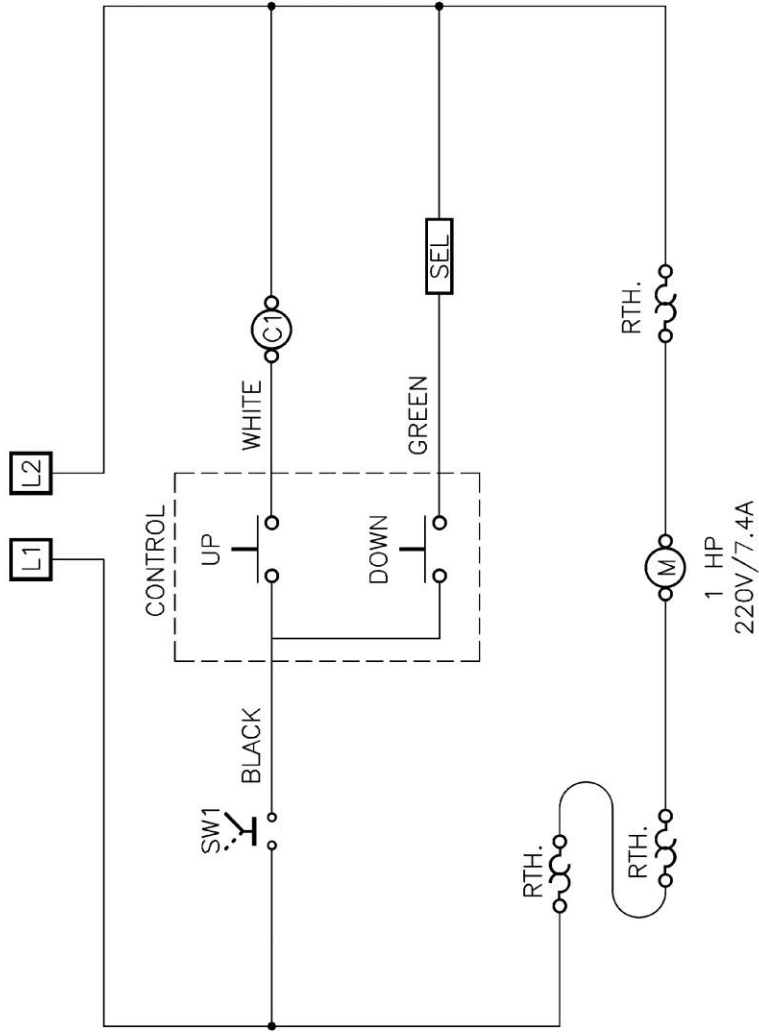 L1
L2
CONTROL
SW1
BLACK
UP
WHITE
C1
DOWN
GREEN
SEL
RTH.
RTH.
M
RTH.
1 HP
220V/7.4A